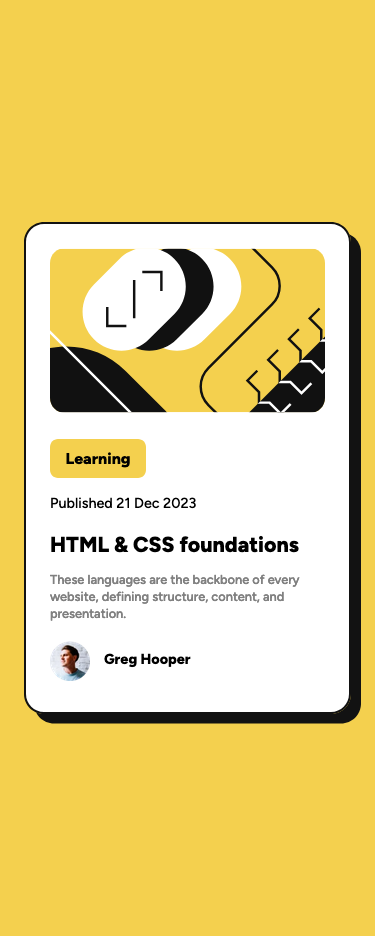 Learning
Published 21 Dec 2023
HTML & CSS foundations
These languages are the backbone of every
website, defining structure, content, and
presentation.
Greg Hooper